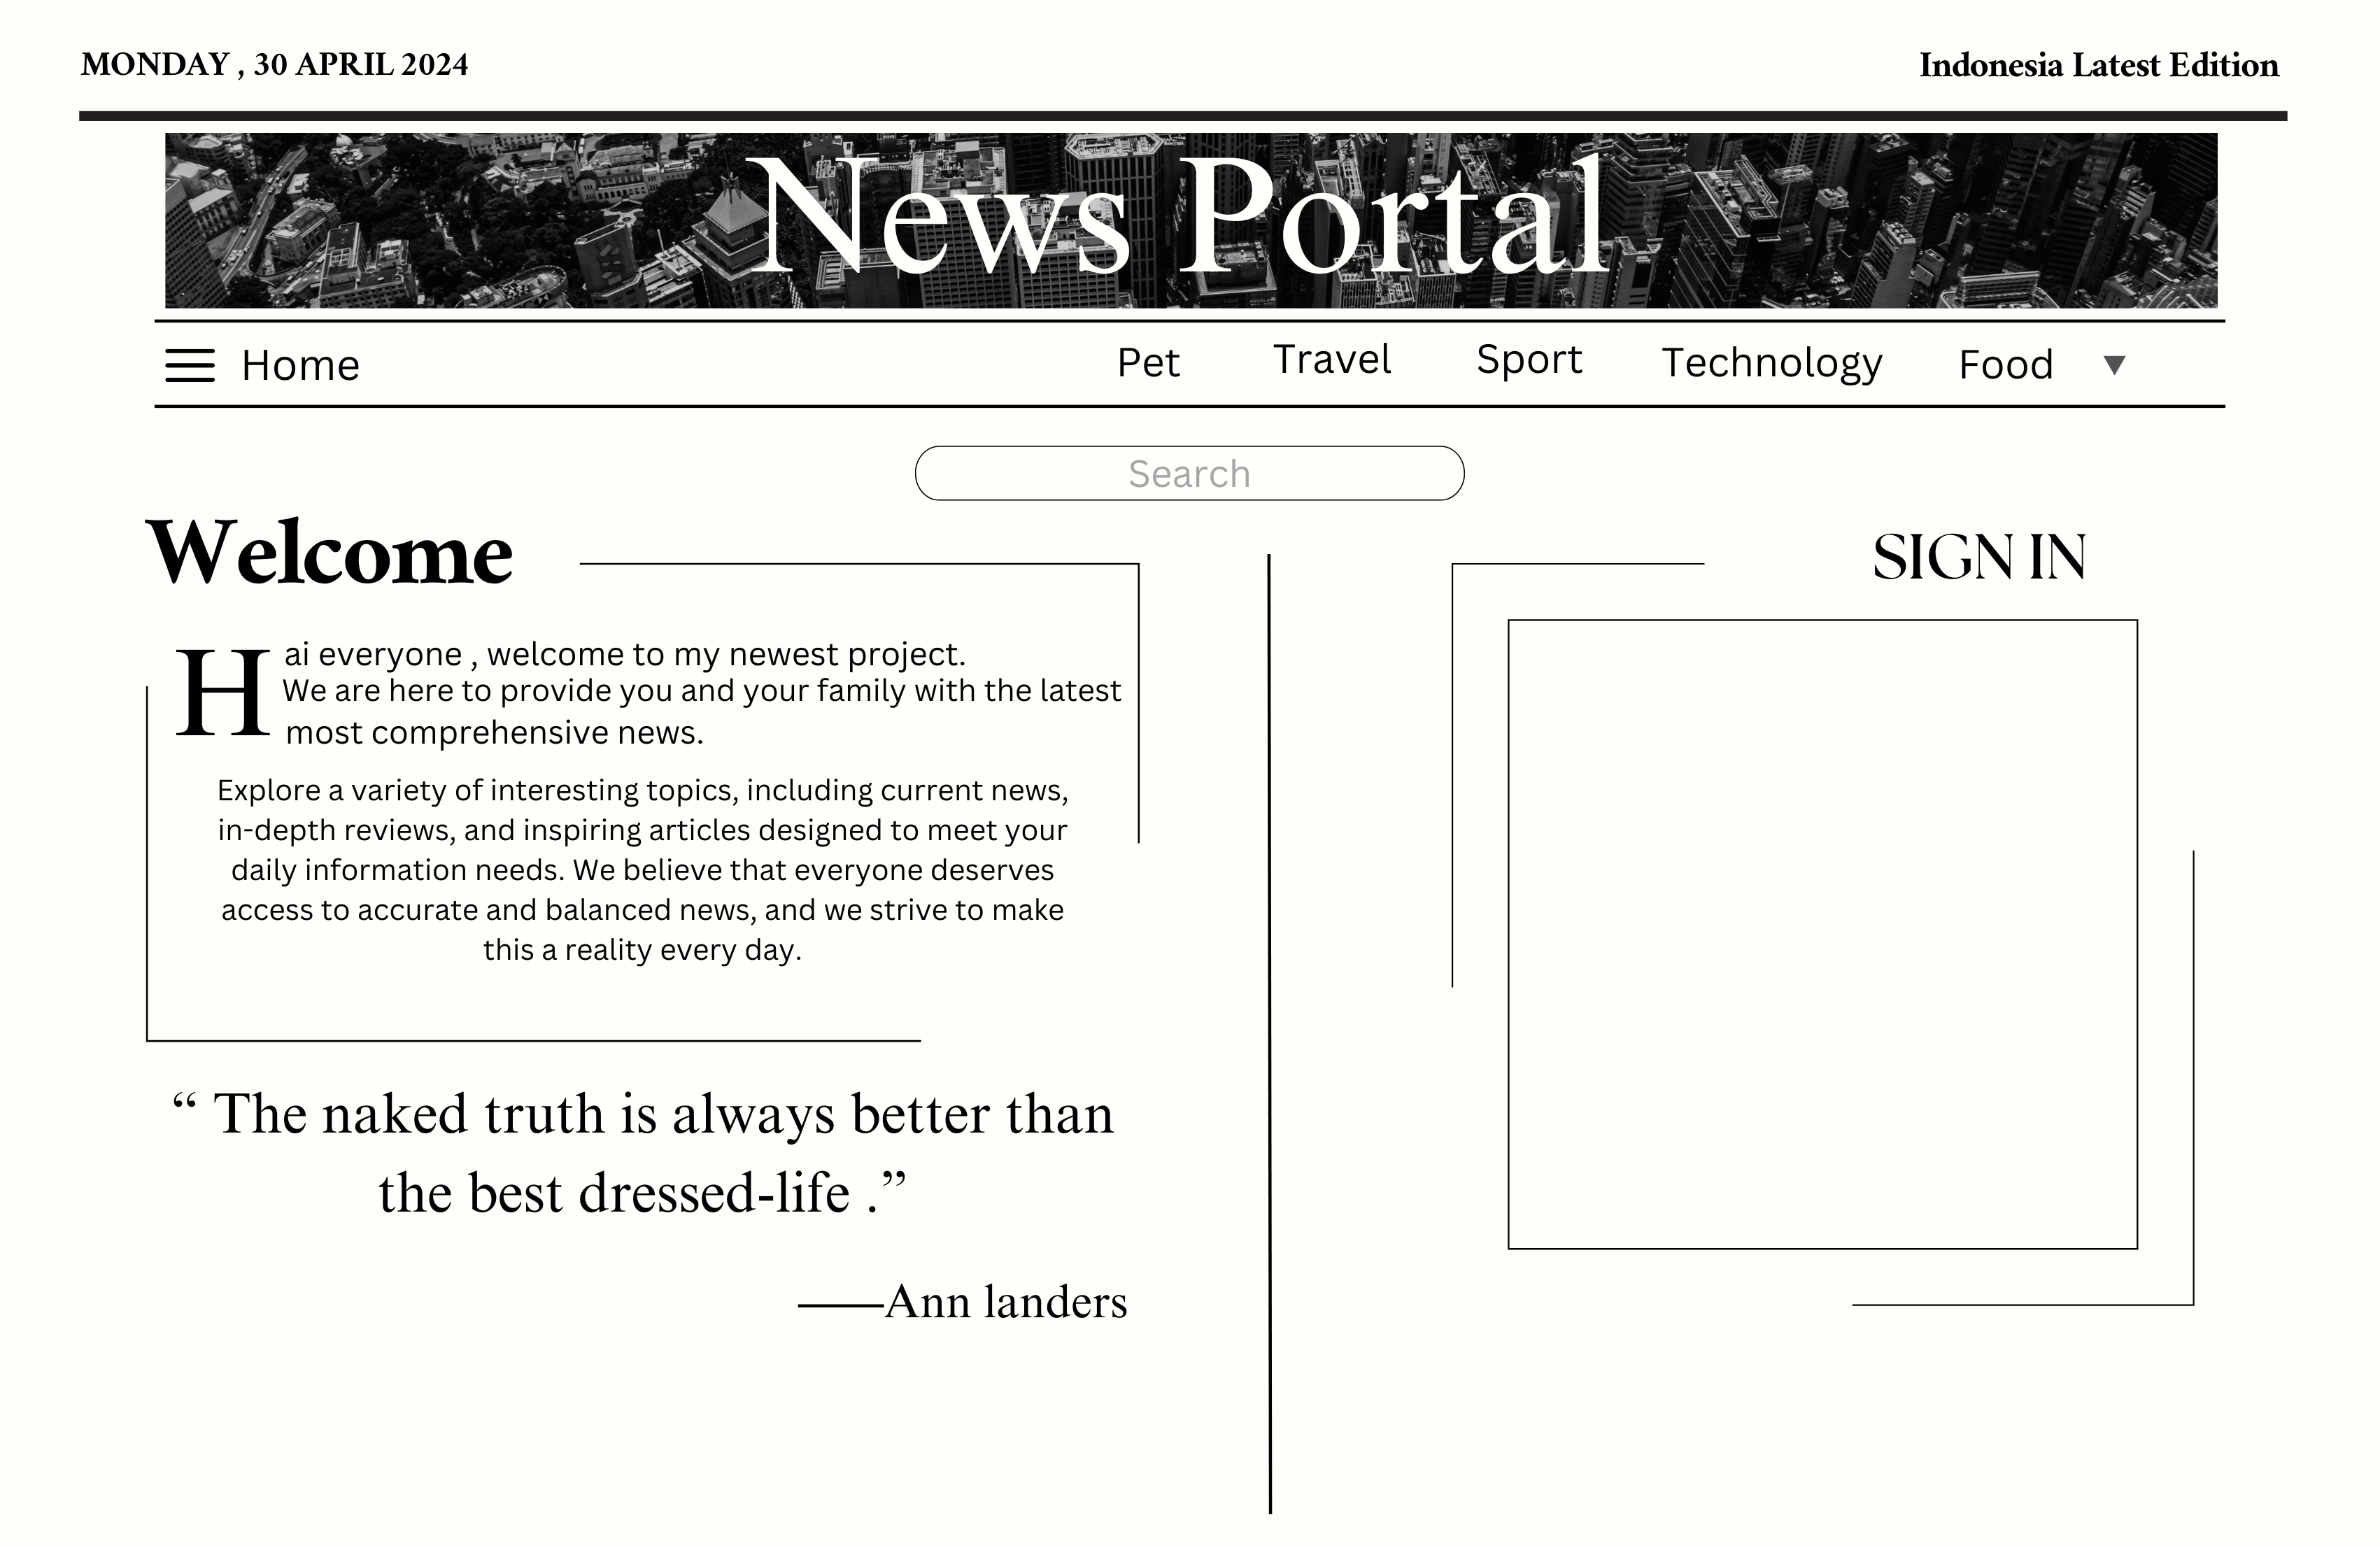 MONDAY , 30 APRIL 2024
Indonesia Latest Edition
News Portal
Home
Pet
Travel
Sport
Technology
Food
Search
Welcome
SIGN IN
Hai everyone , welcome to my newest project.
We are here to provide you and your family with the latest
most comprehensive news.
Explore a variety of interesting topics, including current news,
in-depth reviews, and inspiring articles designed to meet your
daily information needs. We believe that everyone deserves
access to accurate and balanced news, and we strive to make
this a reality every day.
“ The naked truth is always better than
the best dressed-life .”
——Ann landers